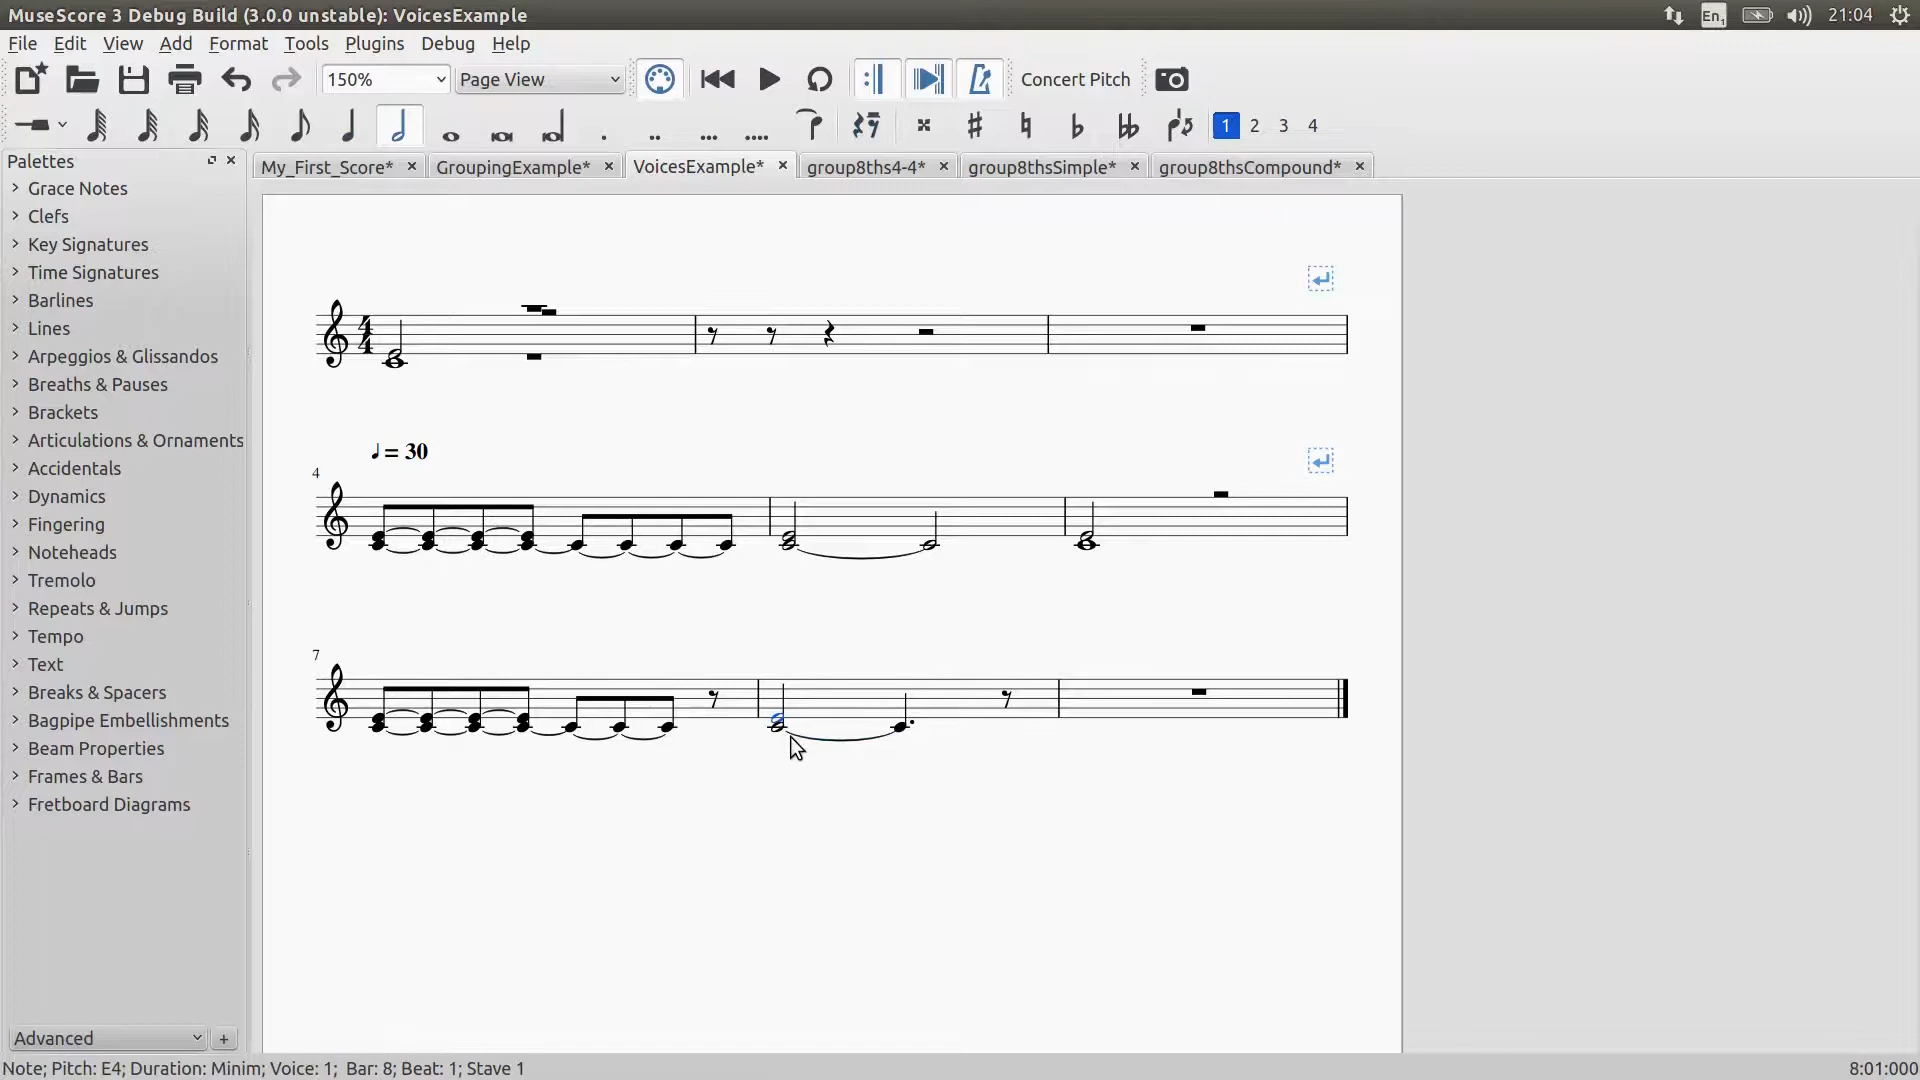 MuseScore 3 Debug Build (3.0.0 unstable): VoicesExample
En1 21:04
File Edit View Add Format Tools Plugins Debug Help
150% Page View Concert Pitch
1 2 3 4
Palettes
My_First_Score* GroupingExample* VoicesExample* group8ths4-4* group8thsSimple* group8thsCompound*
Grace Notes
Clefs
Key Signatures
Time Signatures
Barlines
Lines
Arpeggios & Glissandos
Breaths & Pauses
Brackets
Articulations & Ornaments
Accidentals
Dynamics
Fingering
Noteheads
Tremolo
Repeats & Jumps
Tempo
Text
Breaks & Spacers
Bagpipe Embellishments
Beam Properties
Frames & Bars
Fretboard Diagrams
4
4
♩ = 30
4
7
Advanced +
Note; Pitch: E4; Duration: Minim; Voice: 1; Bar: 8; Beat: 1; Stave 1 8:01:000